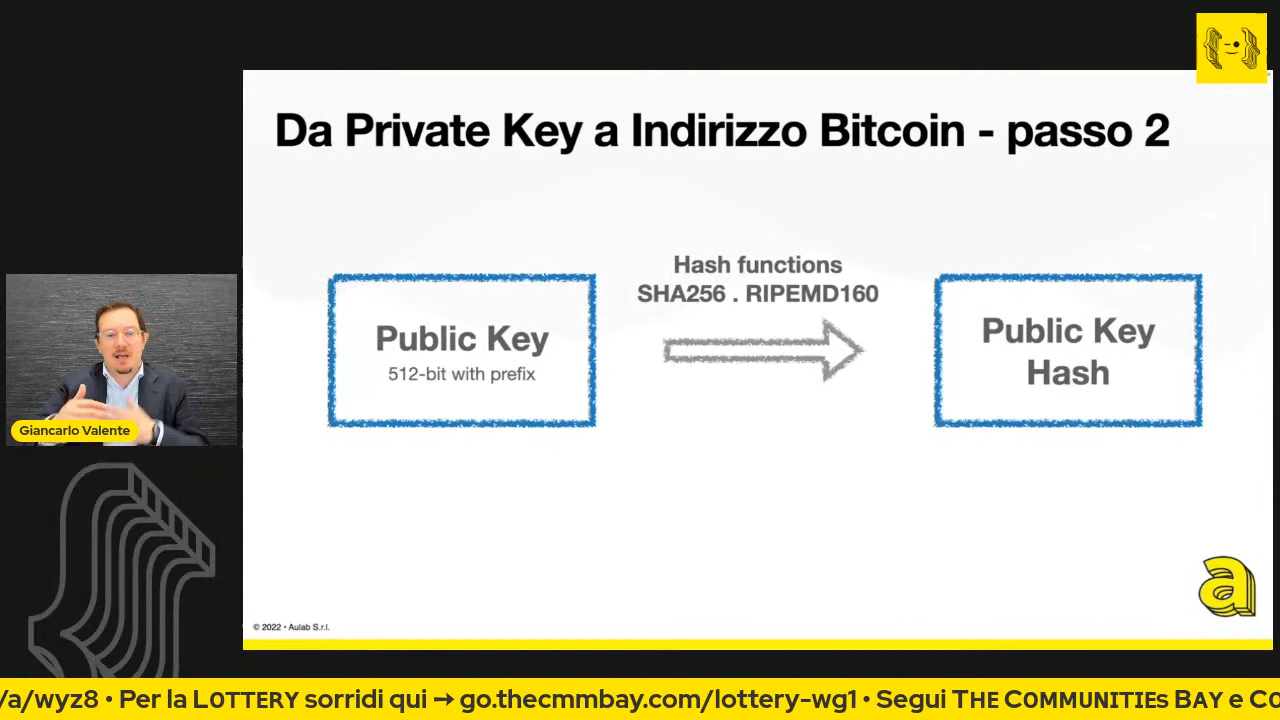 Da Private Key a Indirizzo Bitcoin - passo 2
Hash functions
SHA256 . RIPEMD160
Public Key
512-bit with prefix
Public Key
Hash
Giancarlo Valente
a
© 2022 • Aulab S.r.l.
/a/wyz8 • Per la LOTTERY sorridi qui → go.thecmmbay.com/lottery-wg1 • Segui THE COMMUNITIEs BAY e CO